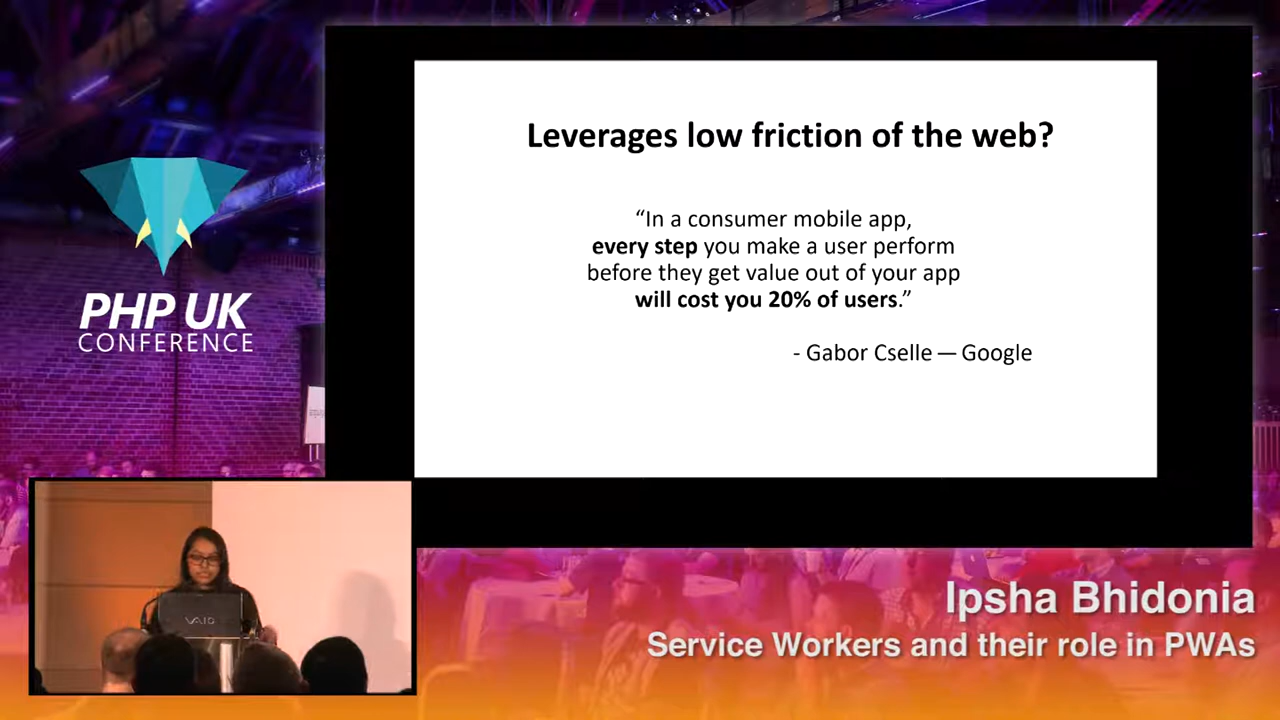 Leverages low friction of the web?
“In a consumer mobile app,
every step you make a user perform
before they get value out of your app
will cost you 20% of users.”
- Gabor Cselle — Google
PHP UK
CONFERENCE
VAIO
Ipsha Bhidonia
Service Workers and their role in PWAs